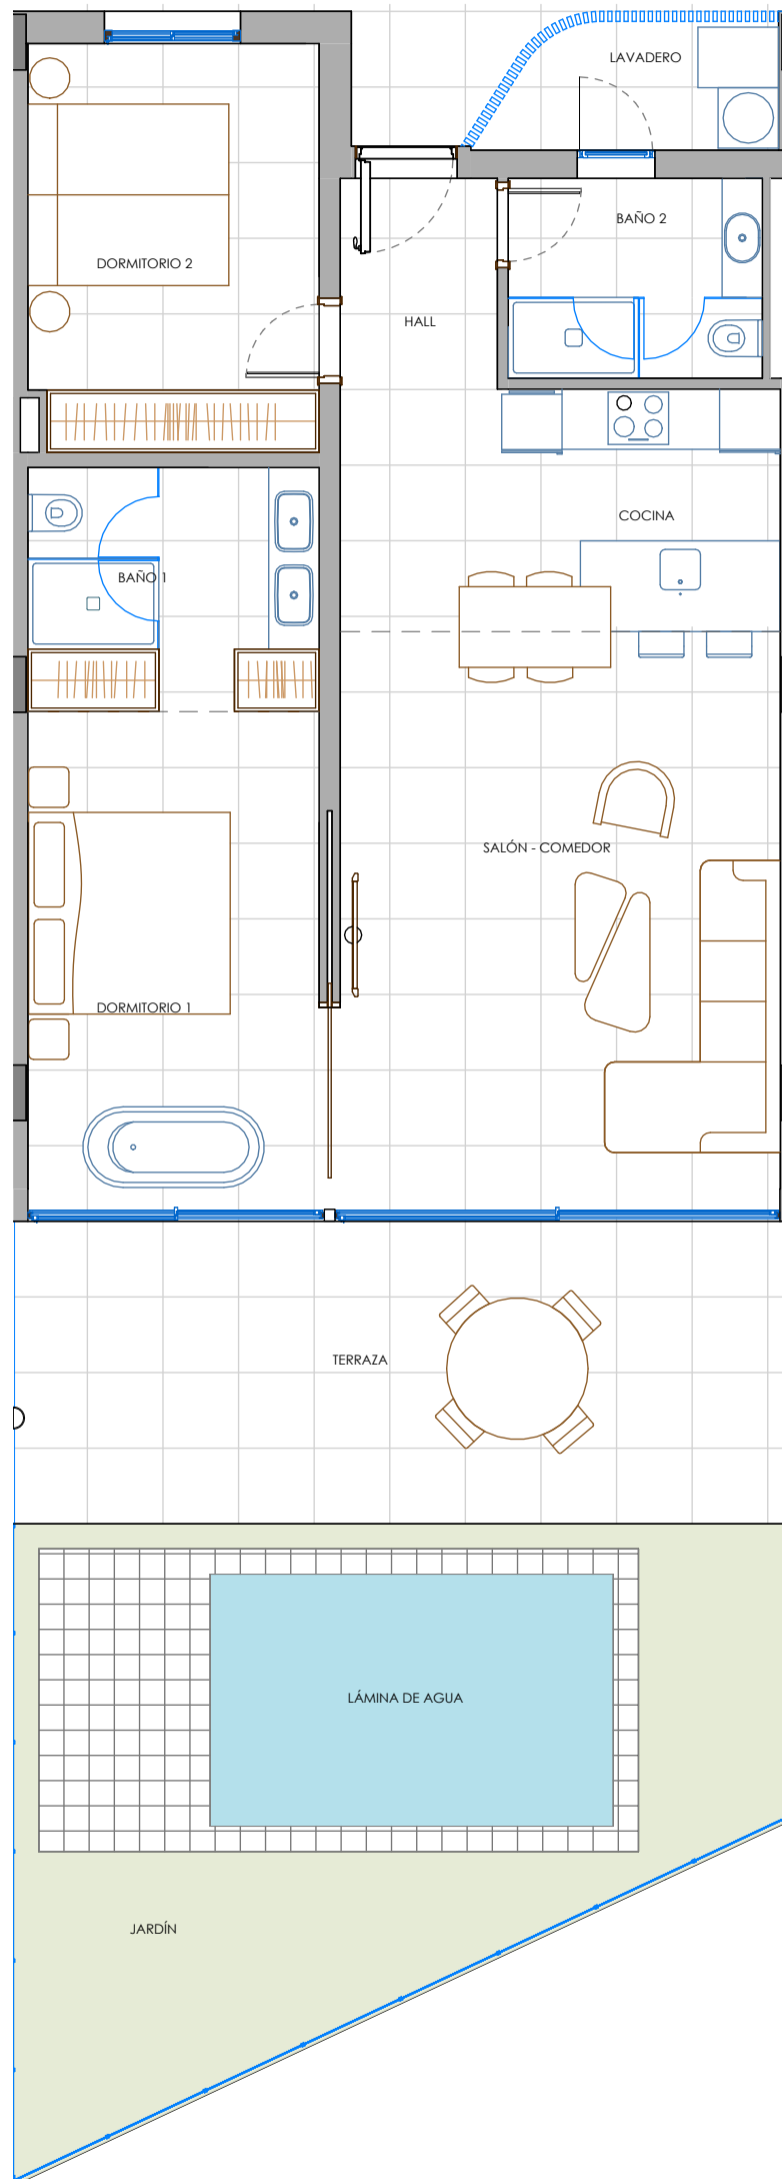 LAVADERO
BAÑO 2
DORMITORIO 2
HALL
COCINA
BAÑO 1
SALÓN - COMEDOR
DORMITORIO 1
TERRAZA
LÁMINA DE AGUA
JARDÍN